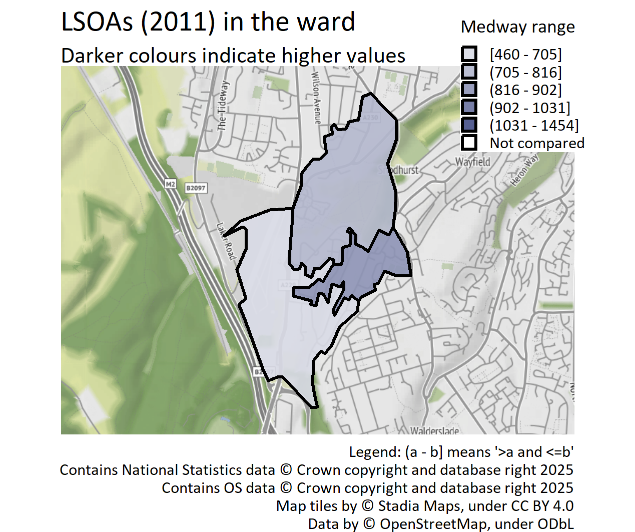 LSOAs (2011) in the ward
Darker colours indicate higher values
Medway range
[460 - 705]
(705 - 816]
(816 - 902]
(902 - 1031]
(1031 - 1454]
Not compared
The-Tideway
Wilson-Avenue
M2
B2097
dhurst
Wayfield
Heron-Way
Laker-Road
Walderslade
Legend: (a - b] means '>a and <=b'
Contains National Statistics data © Crown copyright and database right 2025
Contains OS data © Crown copyright and database right 2025
Map tiles by © Stadia Maps, under CC BY 4.0
Data by © OpenStreetMap, under ODbL